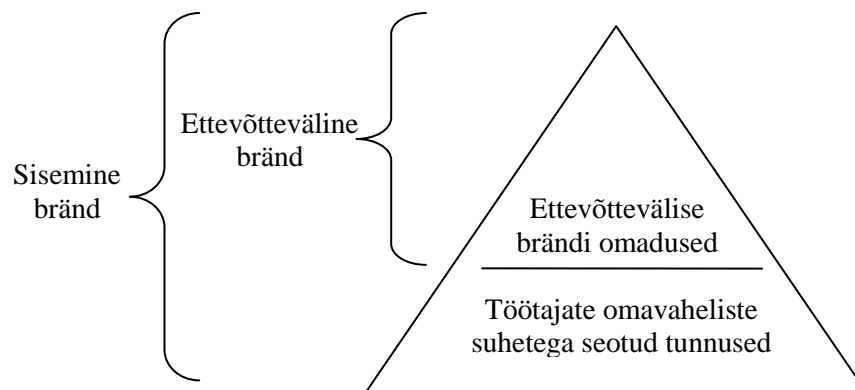 Sisemine
bränd
Ettevõtteväline
bränd
Ettevõttevälise
brändi omadused
Töötajate omavaheliste
suhetega seotud tunnused